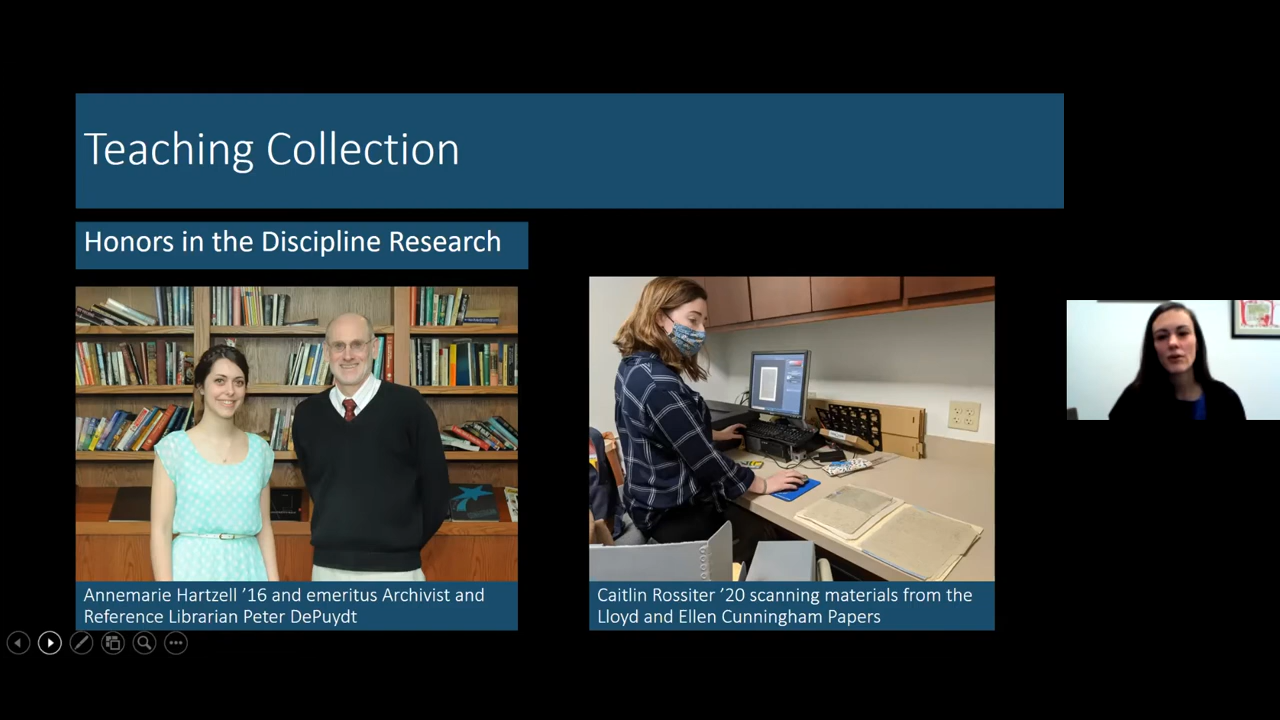 Teaching Collection
Honors in the Discipline Research
Annemarie Hartzell ’16 and emeritus Archivist and
Reference Librarian Peter DePuydt
Caitlin Rossiter ’20 scanning materials from the
Lloyd and Ellen Cunningham Papers